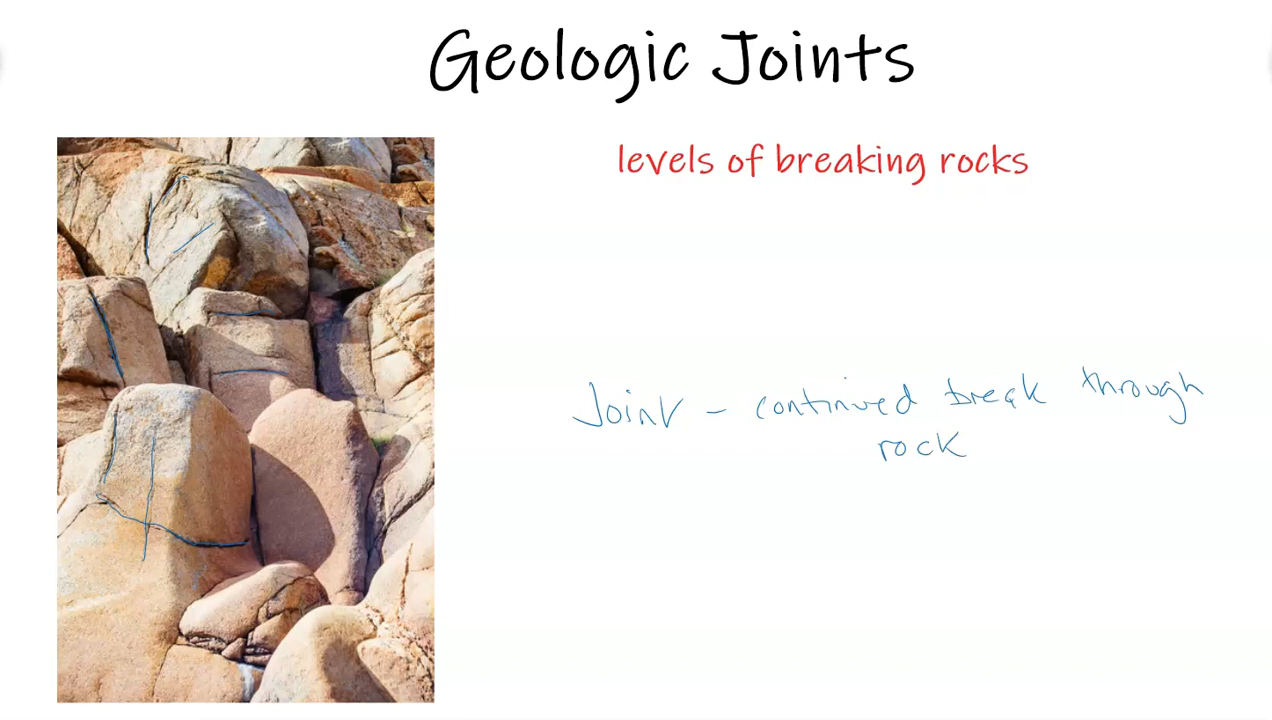 Geologic Joints
levels of breaking rocks
Joint - continued break through
rock